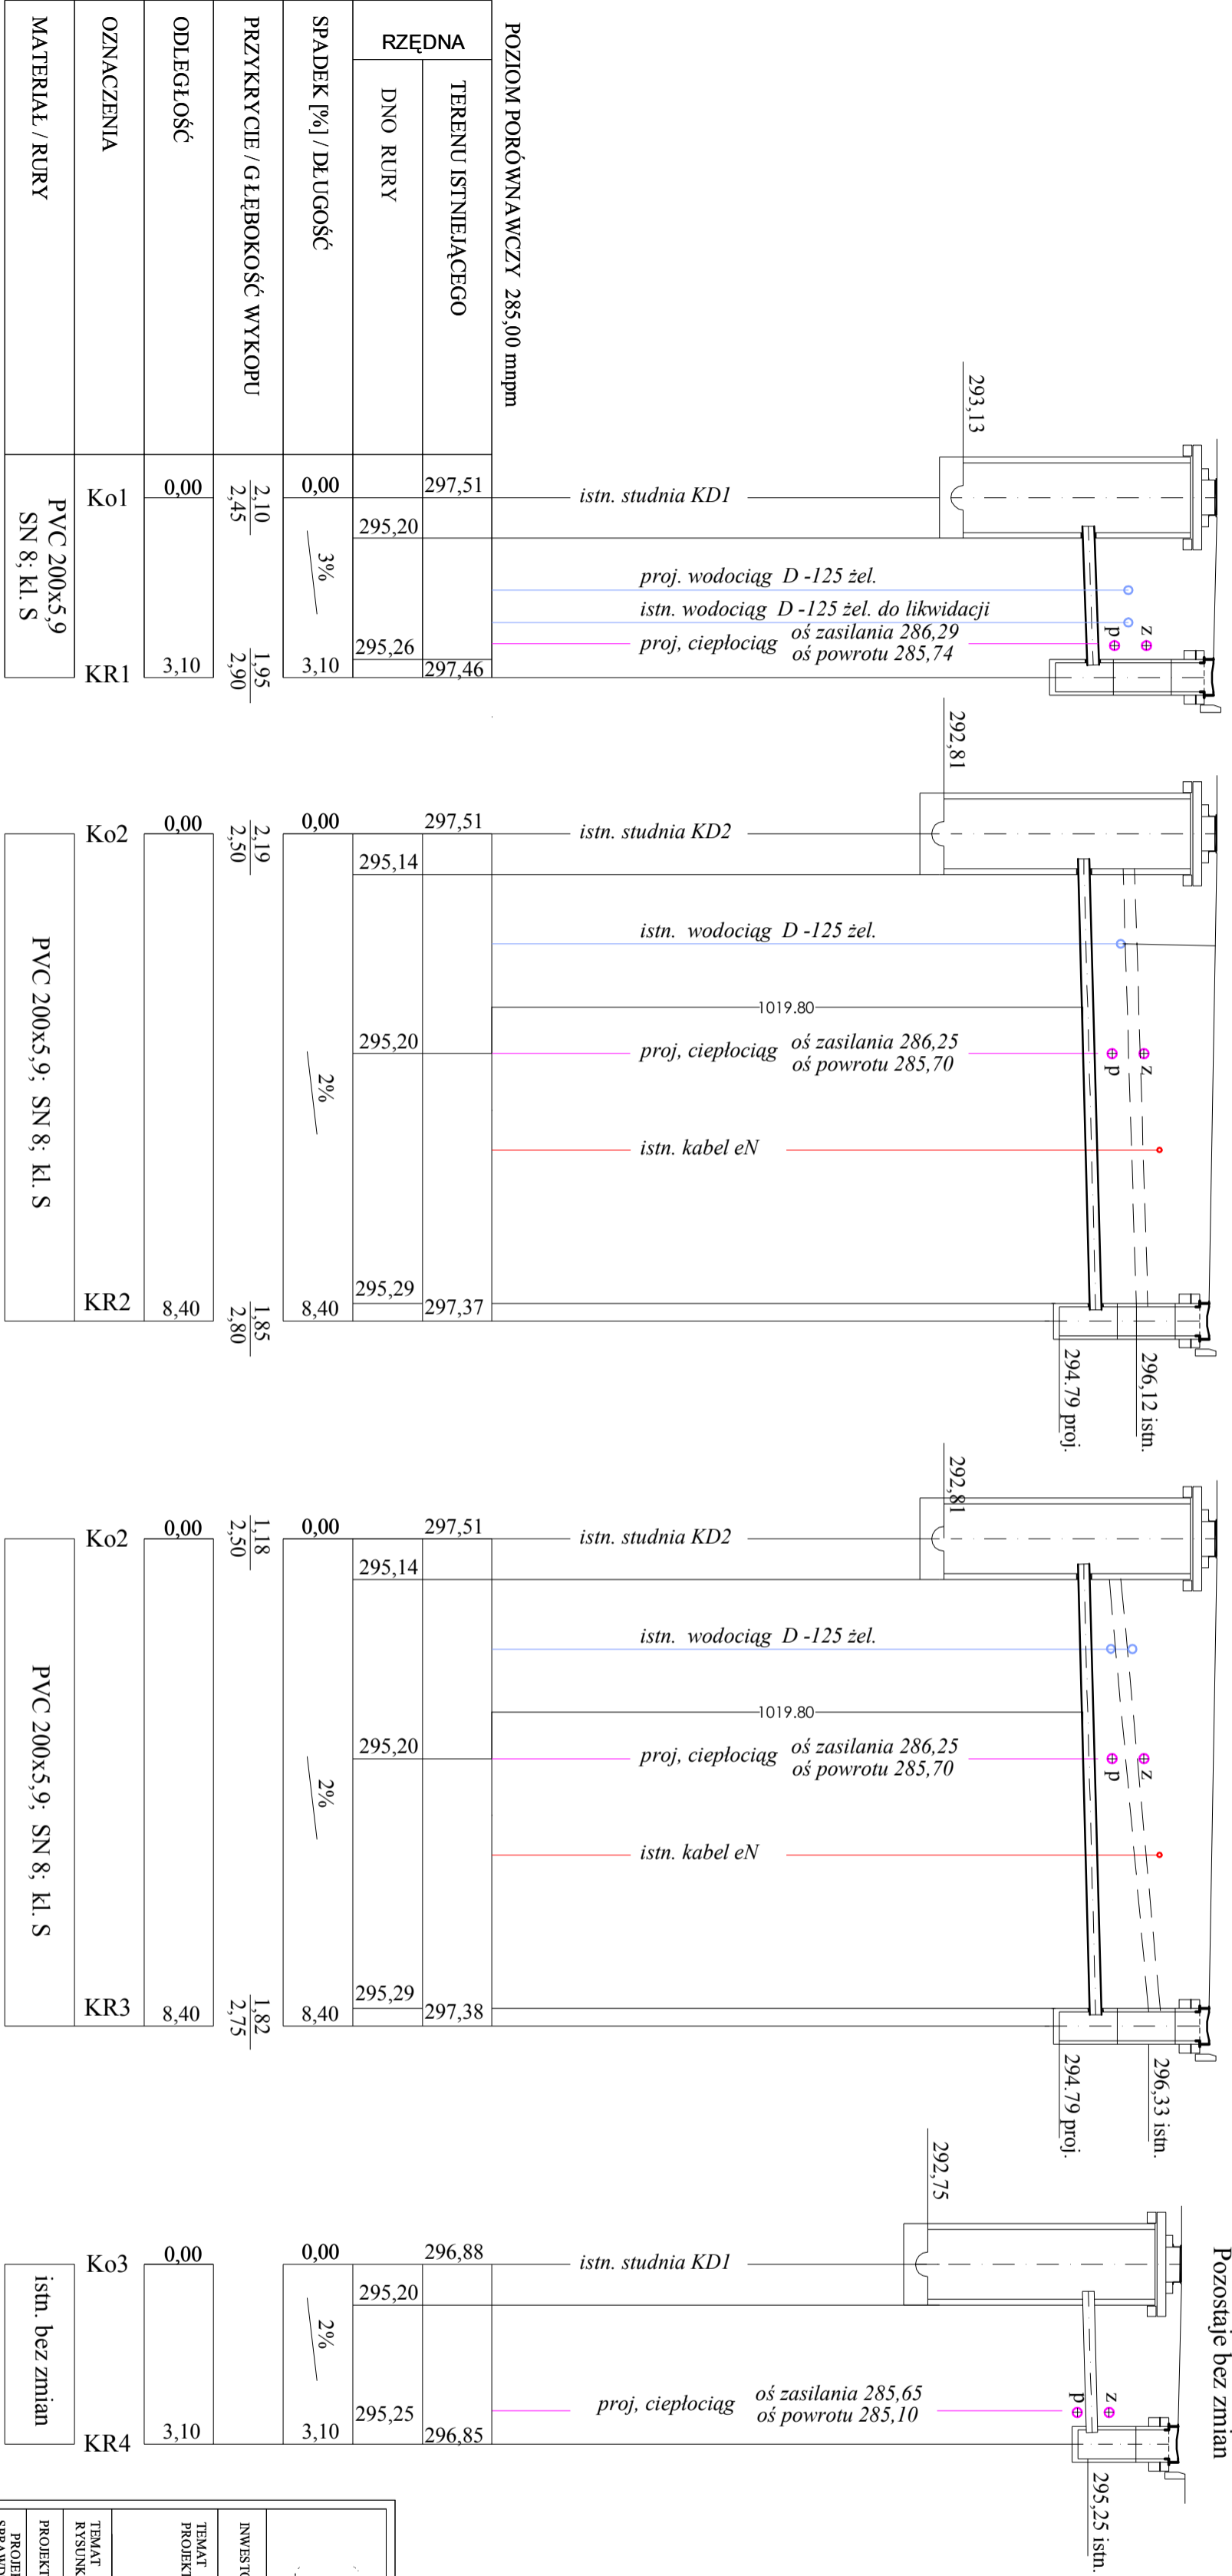 POZIOM PORÓWNAWCZY 285,00 mnpm
RZĘDNA
TERENU ISTNIEJĄCEGO
DNO RURY
SPADEK [%] / DŁUGOŚĆ
PRZYKRYCIE / GŁĘBOKOŚĆ WYKOPU
ODLEGŁOŚĆ
OZNACZENIA
MATERIAŁ / RURY
293,13
istn. studnia KD1
proj. wodociąg D -125 żel.
istn. wodociąg D -125 żel. do likwidacji
proj, ciepłociąg
oś zasilania 286,29
oś powrotu 285,74
z
p
297,51
297,46
295,20
295,26
0,00
3%
3,10
2,10
2,45
1,95
2,90
0,00
3,10
Ko1
KR1
PVC 200x5,9
SN 8; kl. S
292,81
istn. studnia KD2
istn. wodociąg D -125 żel.
1019.80
proj, ciepłociąg
oś zasilania 286,25
oś powrotu 285,70
z
p
istn. kabel eN
296,12 istn.
294.79 proj.
297,51
297,37
295,14
295,20
295,29
0,00
2%
8,40
2,19
2,50
1,85
2,80
0,00
8,40
Ko2
KR2
PVC 200x5,9; SN 8; kl. S
292,81
istn. studnia KD2
istn. wodociąg D -125 żel.
1019.80
proj, ciepłociąg
oś zasilania 286,25
oś powrotu 285,70
z
p
istn. kabel eN
296,33 istn.
294.79 proj.
297,51
297,38
295,14
295,20
295,29
0,00
2%
8,40
1,18
2,50
1,82
2,75
0,00
8,40
Ko2
KR3
PVC 200x5,9; SN 8; kl. S
Pozostaje bez zmian
292,75
istn. studnia KD1
proj, ciepłociąg
oś zasilania 285,65
oś powrotu 285,10
z
p
295,25 istn.
296,88
296,85
295,20
295,25
0,00
2%
3,10
0,00
3,10
Ko3
KR4
istn. bez zmian
INWESTO
TEMAT
PROJEKT
TEMAT
RYSUNK
PROJEKT
PROJEK